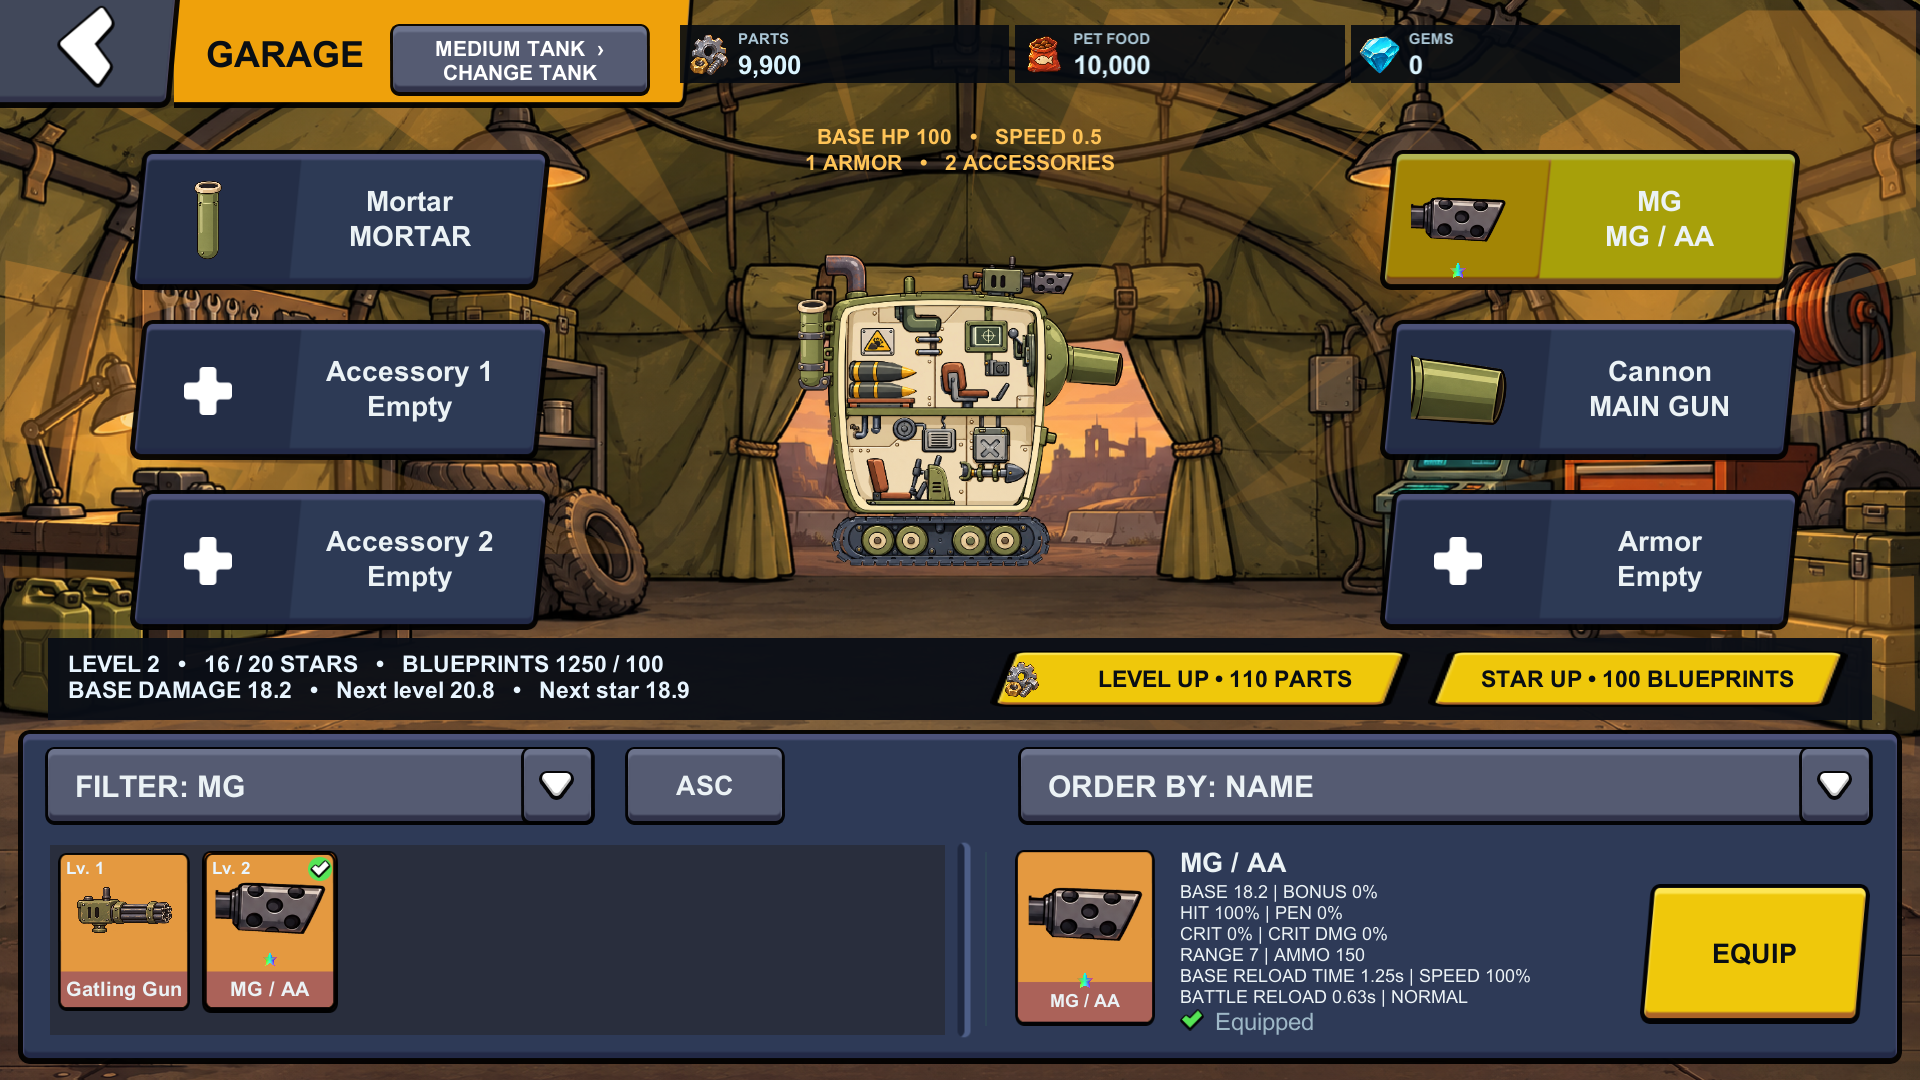 GARAGE
MEDIUM TANK ›
CHANGE TANK
PARTS
9,900
PET FOOD
10,000
GEMS
0
BASE HP 100 • SPEED 0.5
1 ARMOR • 2 ACCESSORIES
Mortar
MORTAR
MG
MG / AA
Accessory 1
Empty
Cannon
MAIN GUN
Accessory 2
Empty
Armor
Empty
LEVEL 2 • 16 / 20 STARS • BLUEPRINTS 1250 / 100
BASE DAMAGE 18.2 • Next level 20.8 • Next star 18.9
LEVEL UP • 110 PARTS
STAR UP • 100 BLUEPRINTS
FILTER: MG
ASC
ORDER BY: NAME
Lv. 1
Gatling Gun
Lv. 2
MG / AA
MG / AA
MG / AA
BASE 18.2 | BONUS 0%
HIT 100% | PEN 0%
CRIT 0% | CRIT DMG 0%
RANGE 7 | AMMO 150
BASE RELOAD TIME 1.25s | SPEED 100%
BATTLE RELOAD 0.63s | NORMAL
Equipped
EQUIP